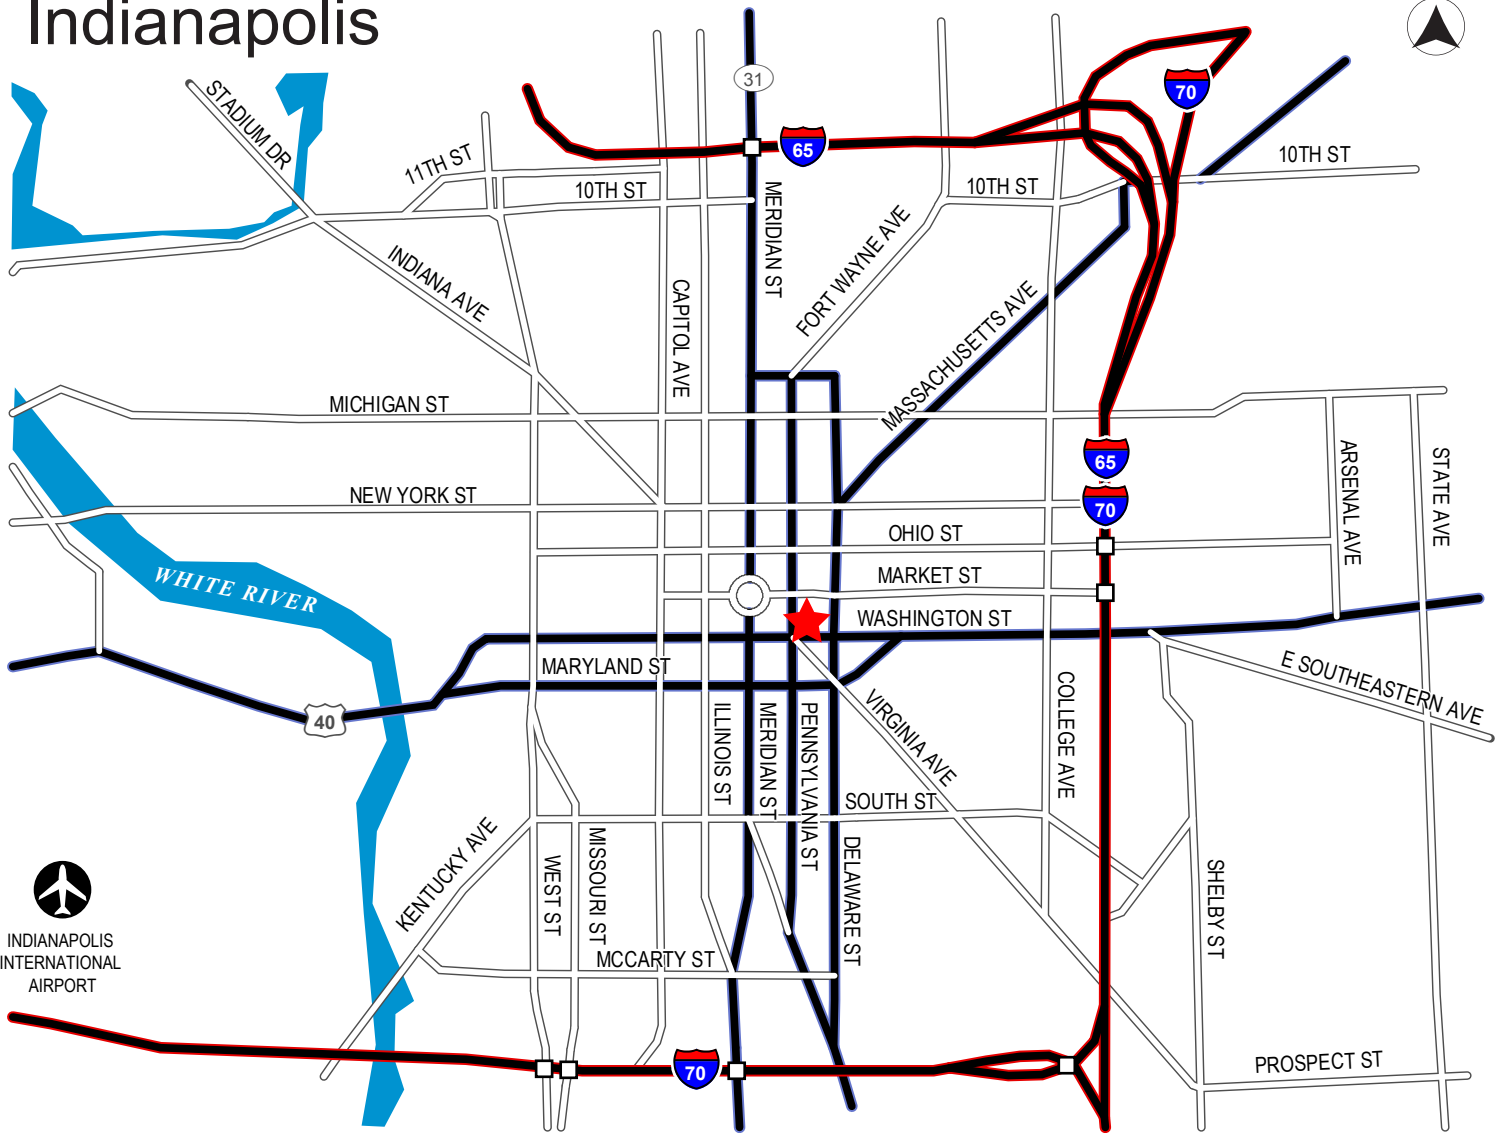 Indianapolis
31
70
65
STADIUM DR
11TH ST
10TH ST
10TH ST
10TH ST
MERIDIAN ST
FORT WAYNE AVE
INDIANA AVE
CAPITOL AVE
MASSACHUSETTS AVE
MICHIGAN ST
65
70
ARSENAL AVE
STATE AVE
NEW YORK ST
OHIO ST
MARKET ST
WHITE RIVER
WASHINGTON ST
MARYLAND ST
E SOUTHEASTERN AVE
40
ILLINOIS ST
MERIDIAN ST
PENNSYLVANIA ST
VIRGINIA AVE
COLLEGE AVE
SOUTH ST
KENTUCKY AVE
WEST ST
MISSOURI ST
DELAWARE ST
SHELBY ST
MCCARTY ST
INDIANAPOLIS
INTERNATIONAL
AIRPORT
70
PROSPECT ST